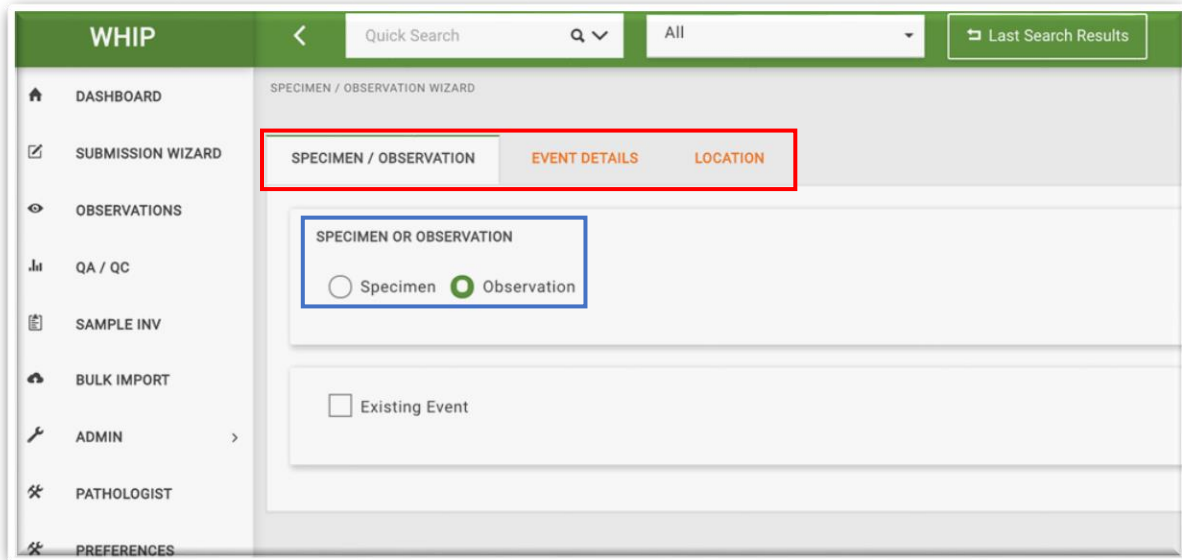 WHIP
Quick Search
All
Last Search Results
DASHBOARD
SUBMISSION WIZARD
OBSERVATIONS
QA / QC
SAMPLE INV
BULK IMPORT
ADMIN
PATHOLOGIST
PREFERENCES
SPECIMEN / OBSERVATION WIZARD
SPECIMEN / OBSERVATION EVENT DETAILS LOCATION
SPECIMEN OR OBSERVATION
Specimen Observation
Existing Event